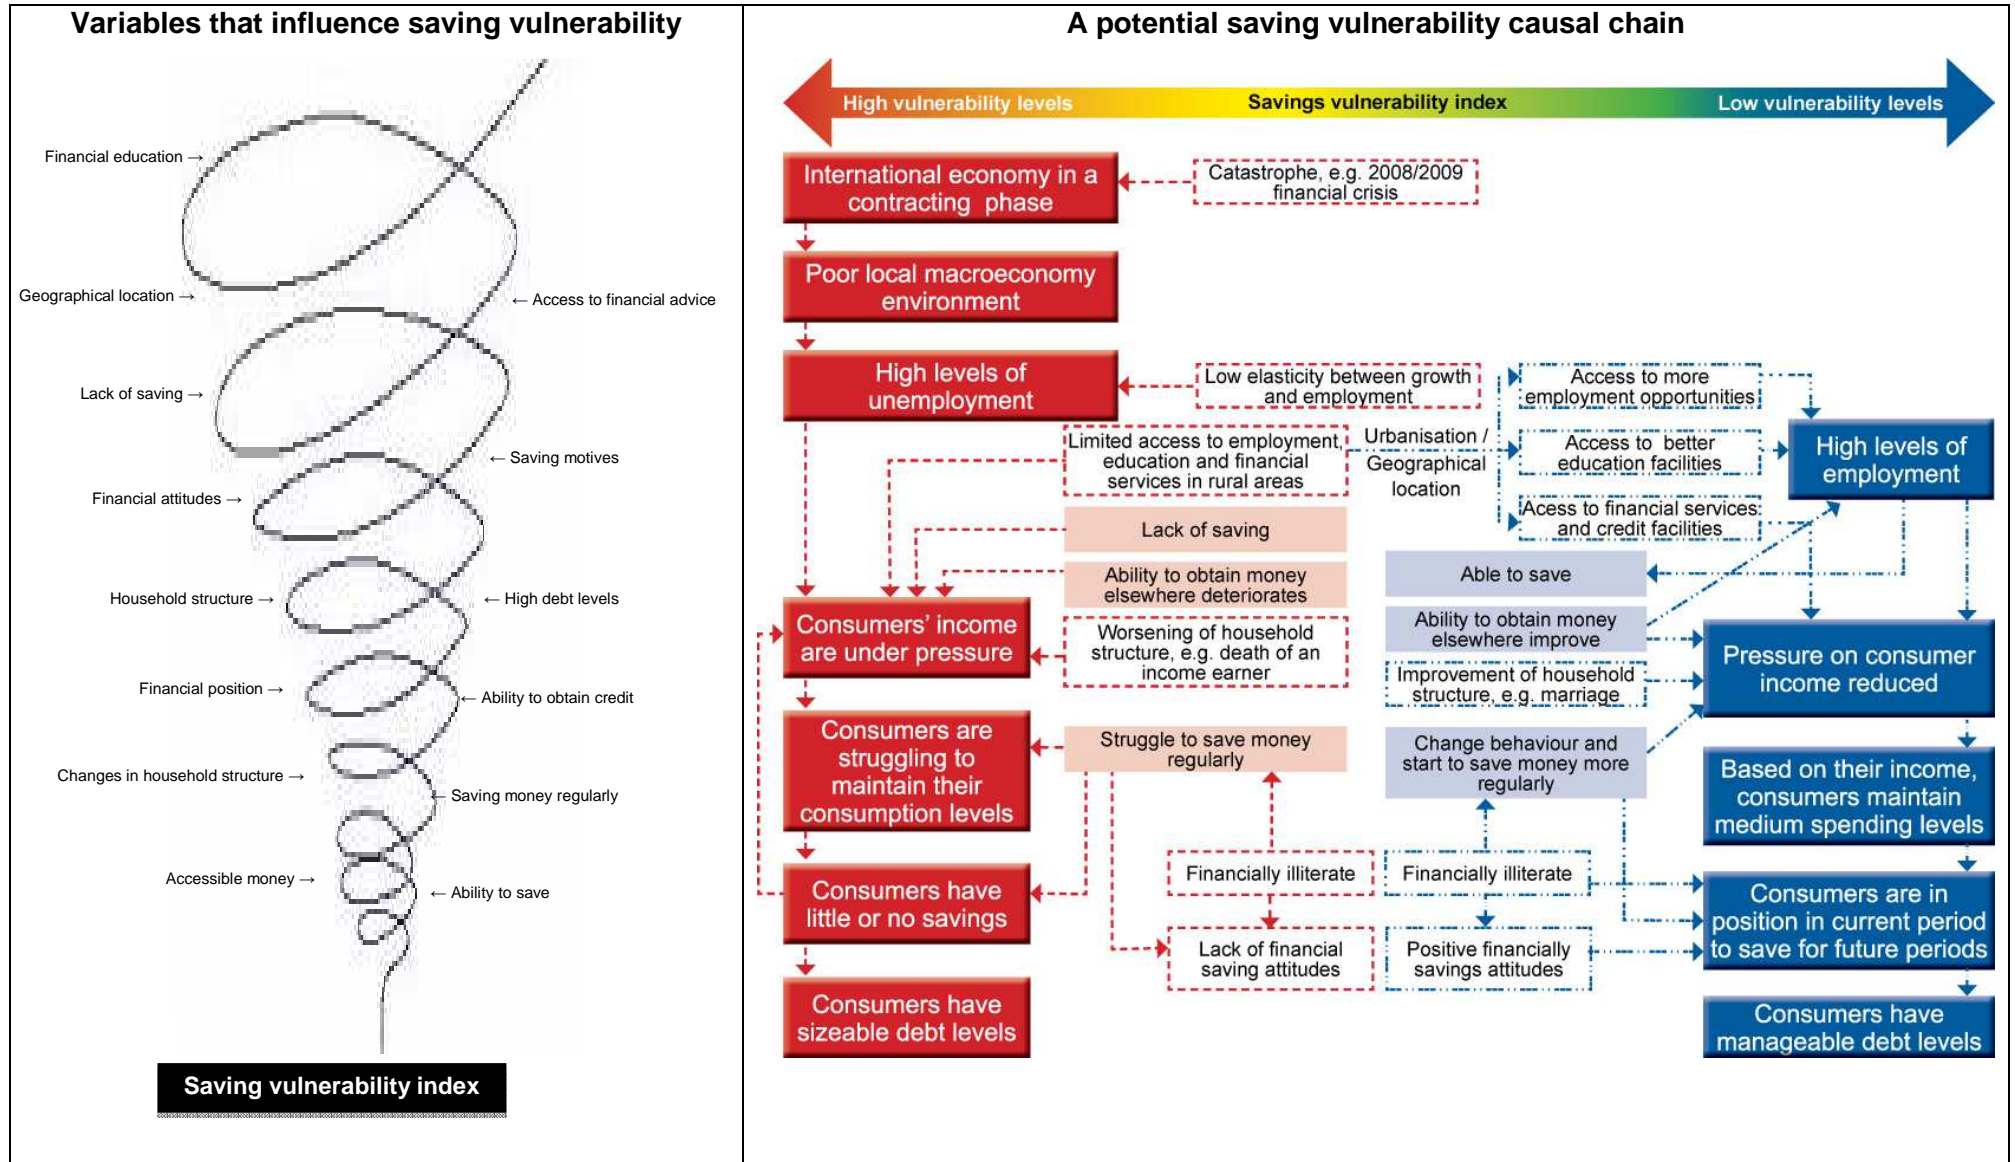 Variables that influence saving vulnerability
Financial education →
Geographical location →
← Access to financial advice
Lack of saving →
← Saving motives
Financial attitudes →
Household structure →
← High debt levels
Financial position →
← Ability to obtain credit
Changes in household structure →
← Saving money regularly
Accessible money →
← Ability to save
Saving vulnerability index
A potential saving vulnerability causal chain
High vulnerability levels
Savings vulnerability index
Low vulnerability levels
International economy in a
contracting phase
Catastrophe, e.g. 2008/2009
financial crisis
Poor local macroeconomy
environment
High levels of
unemployment
Low elasticity between growth
and employment
Access to more
employment opportunities
Limited access to employment,
education and financial
services in rural areas
Urbanisation /
Geographical
location
Access to better
education facilities
High levels of
employment
Acess to financial services
and credit facilities
Lack of saving
Able to save
Ability to obtain money
elsewhere deteriorates
Ability to obtain money
elsewhere improve
Consumers' income
are under pressure
Worsening of household
structure, e.g. death of an
income earner
Improvement of household
structure, e.g. marriage
Pressure on consumer
income reduced
Consumers are
struggling to
maintain their
consumption levels
Struggle to save money
regularly
Change behaviour and
start to save money more
regularly
Based on their income,
consumers maintain
medium spending levels
Consumers have
little or no savings
Financially illiterate
Financially illiterate
Consumers are in
position in current period
to save for future periods
Lack of financial
saving attitudes
Positive financially
savings attitudes
Consumers have
sizeable debt levels
Consumers have
manageable debt levels